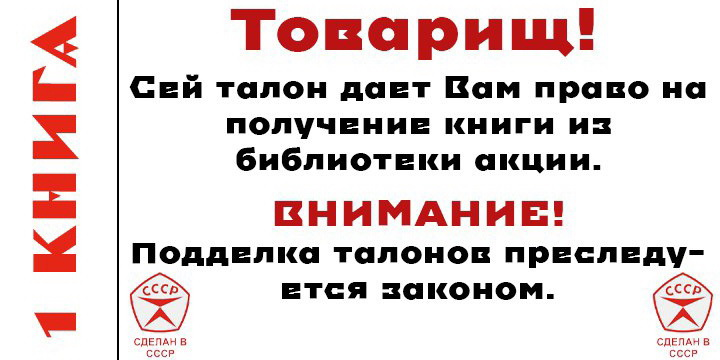 1 КНИГА
Товарищ!
Сей талон дает Вам право на
получение книги из
библиотеки акции.
ВНИМАНИЕ!
Подделка талонов преследу-
ется законом.
СССР
СДЕЛАН В
СССР
СССР
СДЕЛАН В
СССР